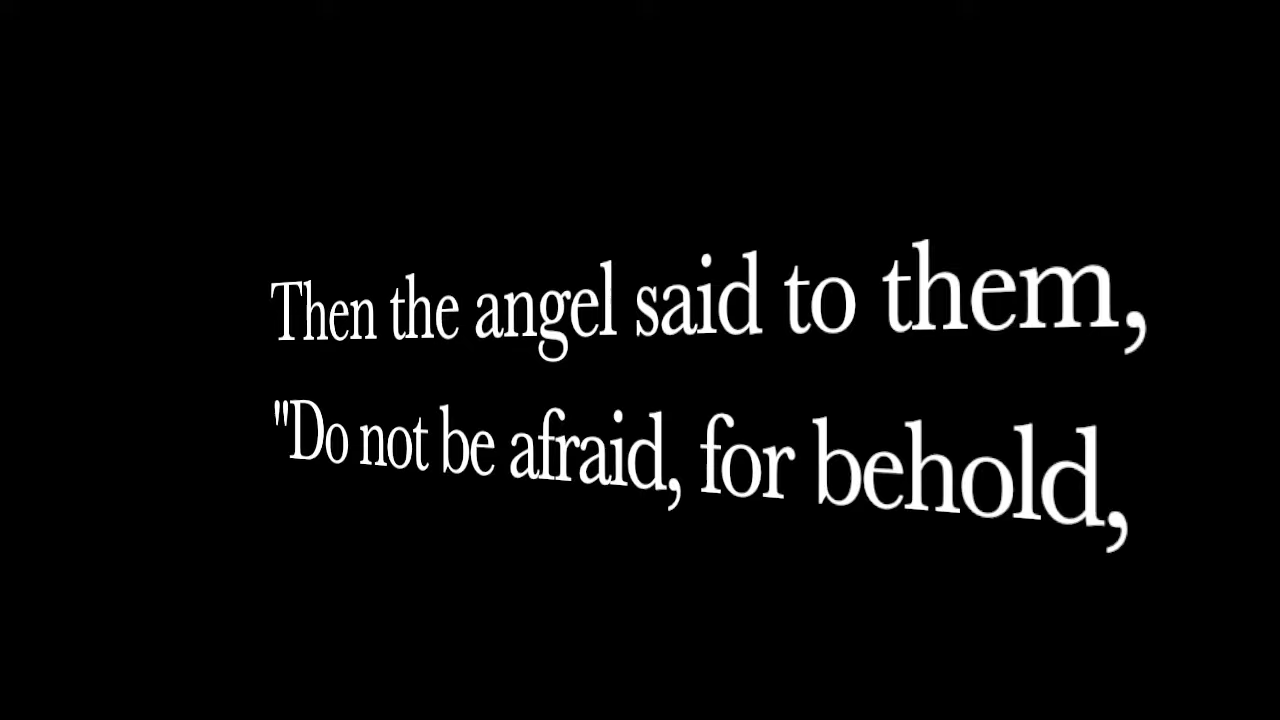 Then the angel said to them,
"Do not be afraid, for behold,